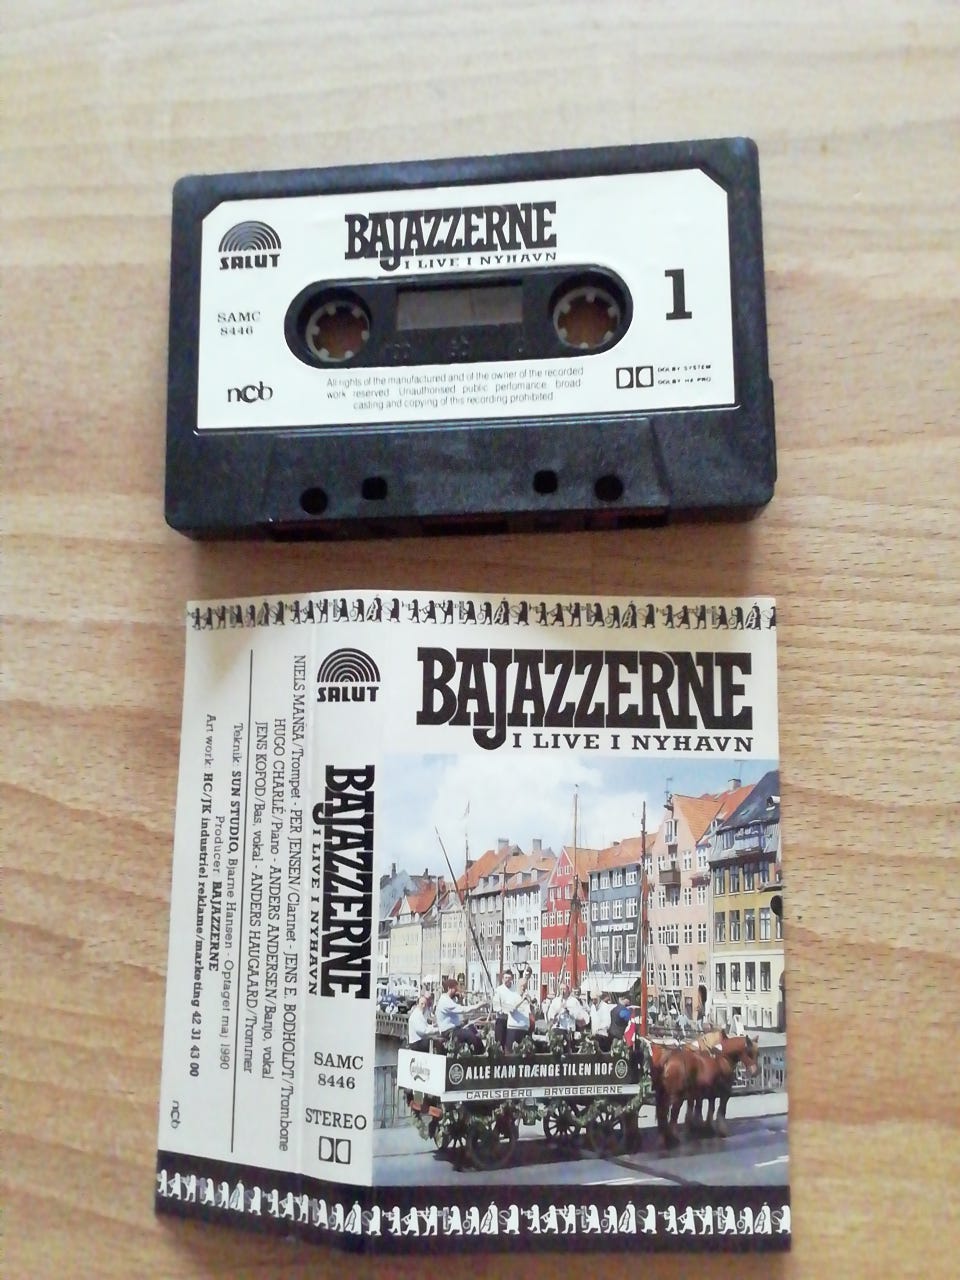 BAJAZZERNE
I LIVE I NYHAVN
SALUT
SAMC
8446
1
ncb
All rights of the manufactured and of the owner of the recorded
work reserved Unauthorised public perfomance broad
casting and copying of this recording prohibited
DOLBY SYSTEM
DOLBY HX PRO
BAJAZZERNE
I LIVE I NYHAVN
Carlsberg
ALLE KAN TRÆNGE TIL EN HOF
CARLSBERG BRYGGERIERNE
SALUT
BAJAZZERNE
I LIVE I NYHAVN
SAMC
8446
STEREO
NIELS MANSA/Trompet - PER JENSEN/Clarinet - JENS E. BODHOLDT/Trombone
HUGO CHARLÉ/Piano - ANDERS ANDERSEN/Banjo, vokal
JENS KOFOD/Bas, vokal - ANDERS HAUGAARD/Trommer
Teknik: SUN STUDIO, Bjarne Hansen - Optaget maj 1990
Producer: BAJAZZERNE
Art work: HC/JK industriel reklame/marketing 42 31 43 00
ncb